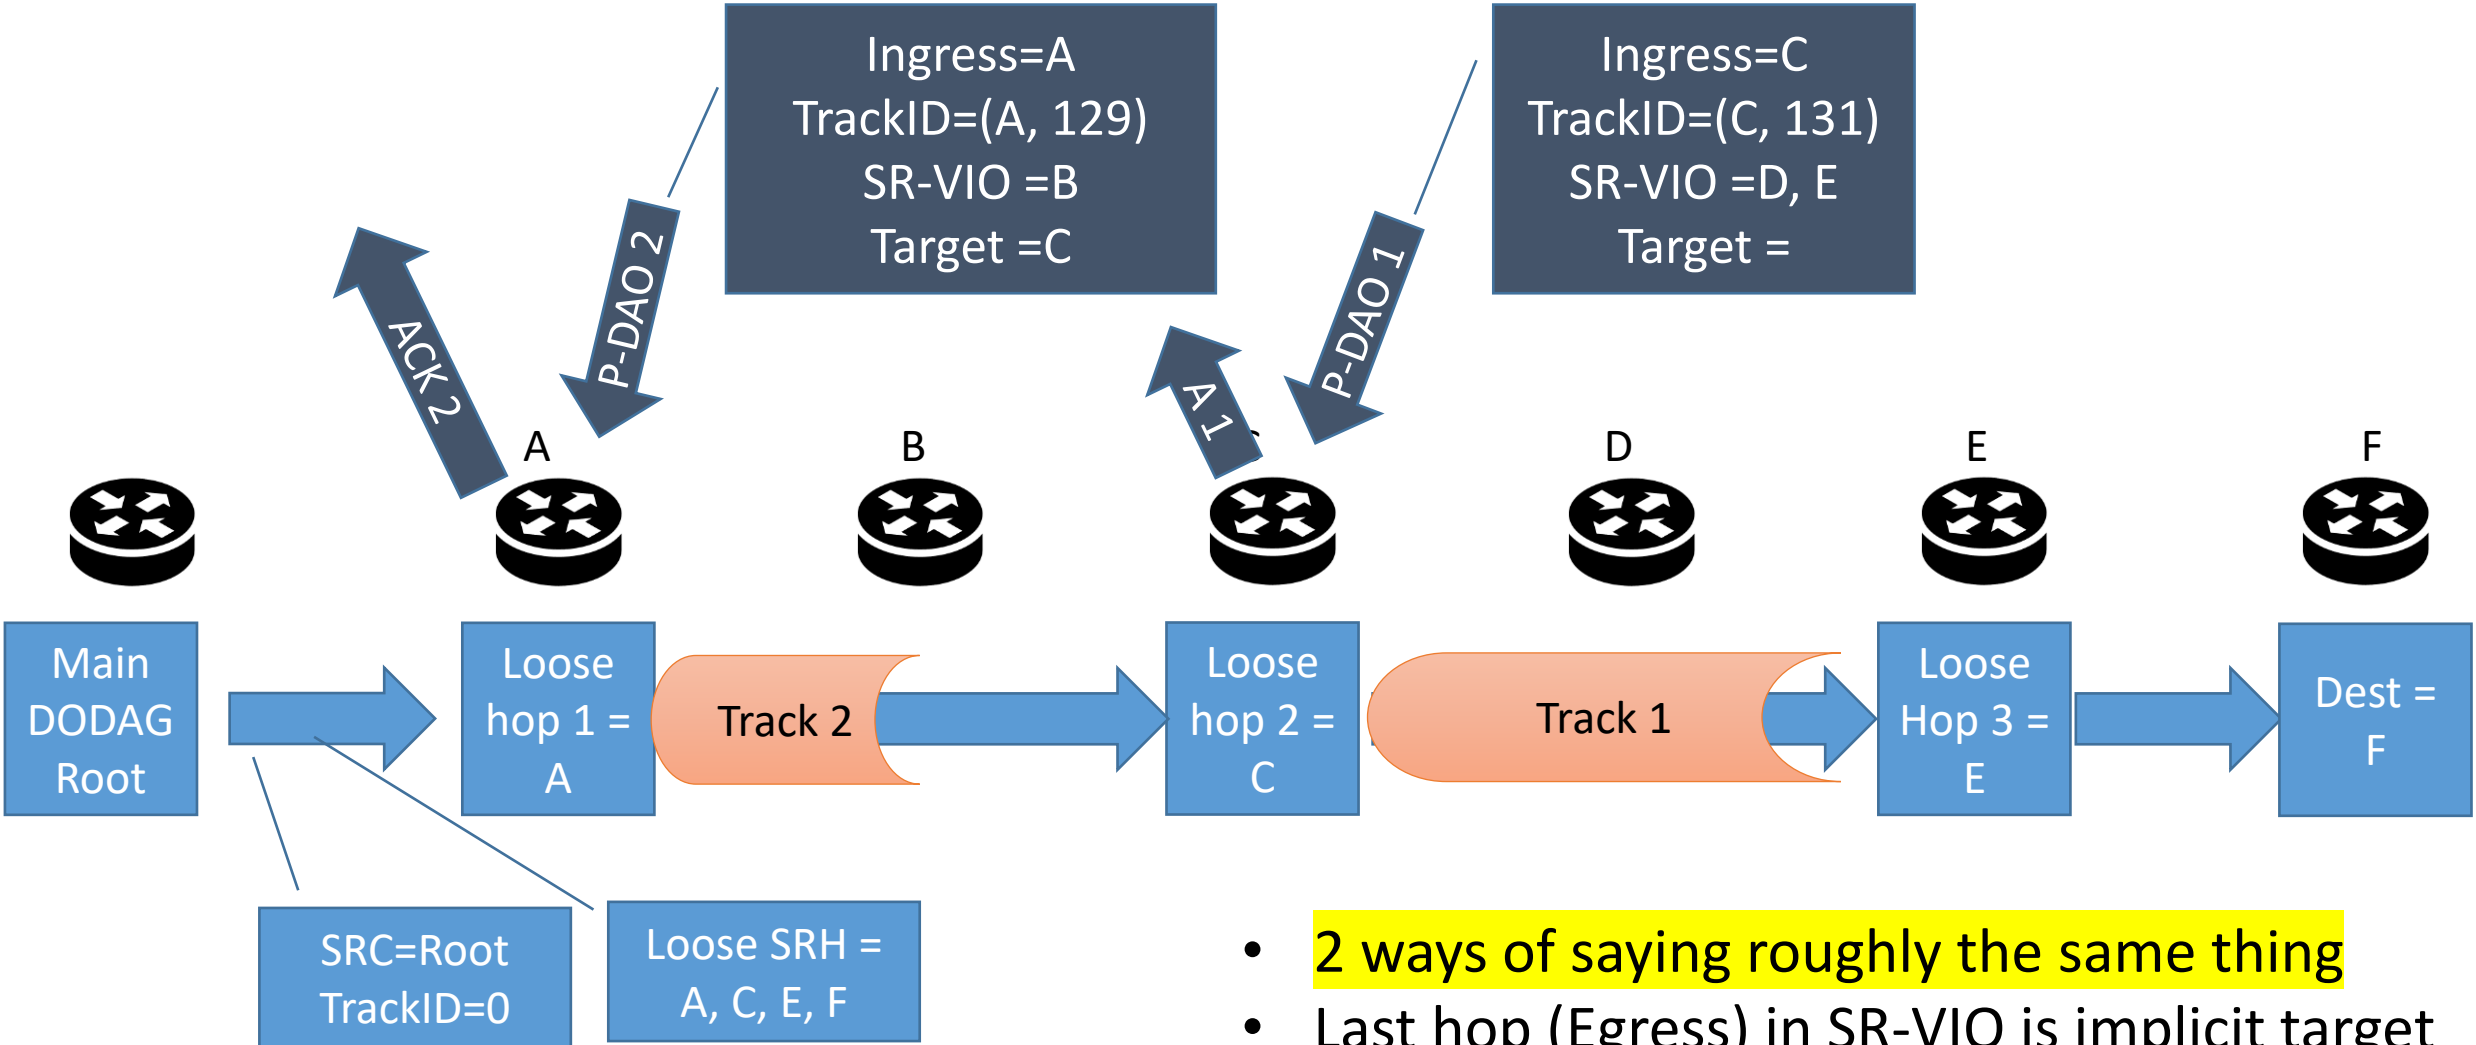 Ingress=A
TrackID=(A, 129)
SR-VIO =B
Target =C
Ingress=C
TrackID=(C, 131)
SR-VIO =D, E
Target =
ACK 2
P-DAO 2
A 1
P-DAO 1
A
B
D
E
F
Main
DODAG
Root
Loose
hop 1 =
A
Track 2
Loose
hop 2 =
C
Track 1
Loose
Hop 3 =
E
Dest =
F
SRC=Root
TrackID=0
Loose SRH =
A, C, E, F
• 2 ways of saying roughly the same thing
• Last hop (Egress) in SR-VIO is implicit target